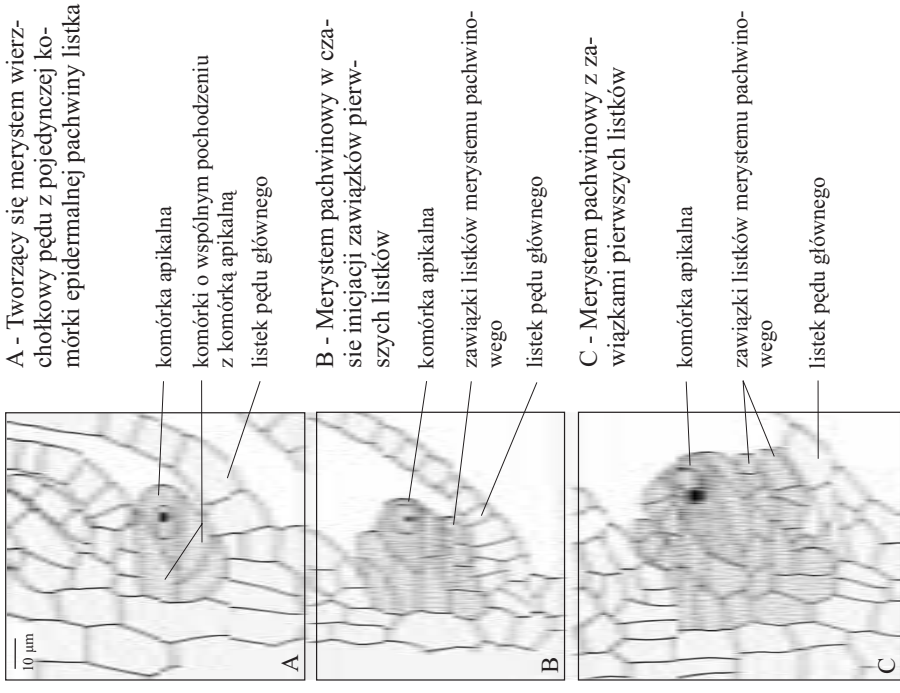 A - Tworzący się merystem wierz-
chołkowy pędu z pojedynczej ko-
mórki epidermalnej pachwiny listka
komórka apikalna
komórki o wspólnym pochodzeniu
z komórką apikalną
listek pędu głównego
10 μm
A
B - Merystem pachwinowy w cza-
sie inicjacji zawiązków pierw-
szych listków
komórka apikalna
zawiązki listków merystemu pachwino-
wego
listek pędu głównego
B
C - Merystem pachwinowy z za-
wiązkami pierwszych listków
komórka apikalna
zawiązki listków merystemu pachwino-
wego
listek pędu głównego
C